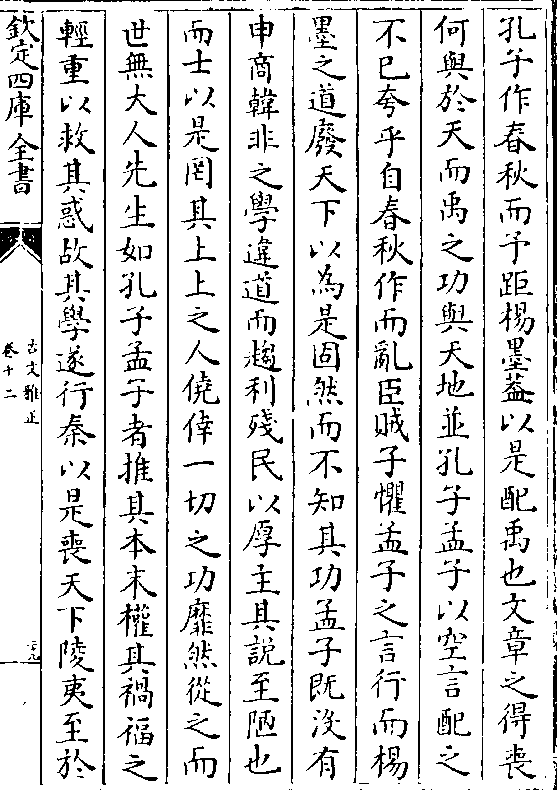 孔子作春秋而予距楊墨蓋以是配禹也文章之得喪
何與於天而禹之功與天地並孔子孟子以空言配之
不已夸乎自春秋作而亂臣賊子懼孟子之言行而楊
墨之道廢天下以為是固然而不知其功孟子既没有
申商韓非之學違道而趨利殘民以厚主其說至陋也
而士以是罔其上上之人僥倖一切之功靡然從之而
世無大人先生如孔子孟子者推其本末權其禍福之
輕重以救其惑故其學遂行秦以是喪天下陵夷至於
欽定四庫全書
古文雅正
卷十二